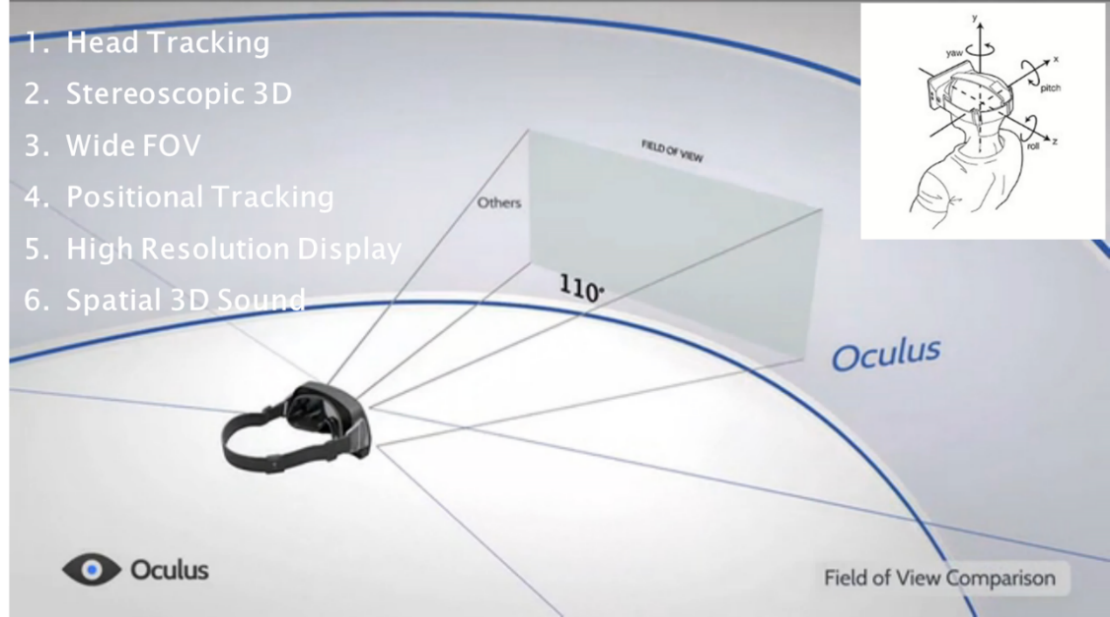 1. Head Tracking
2. Stereoscopic 3D
3. Wide FOV
4. Positional Tracking
5. High Resolution Display
6. Spatial 3D Sound
y
yaw
x
pitch
roll
z
FIELD OF VIEW
Others
110°
Oculus
Oculus
Field of View Comparison